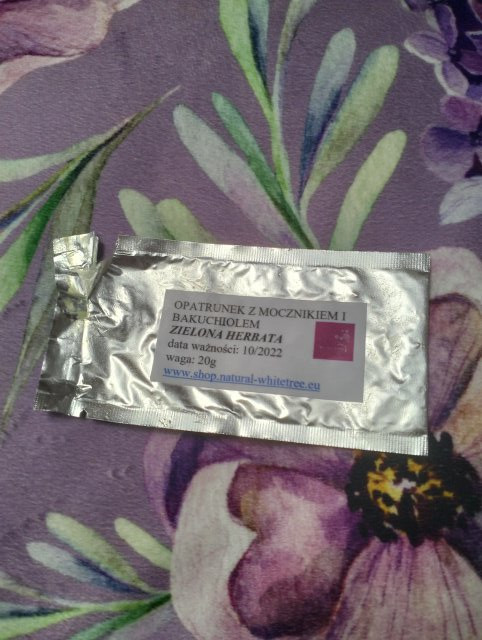 OPATRUNEK Z MOCZNIKIEM I
BAKUCHIOLEM
ZIELONA HERBATA
data ważności: 10/2022
waga: 20g
www.shop.natural-whitetree.eu